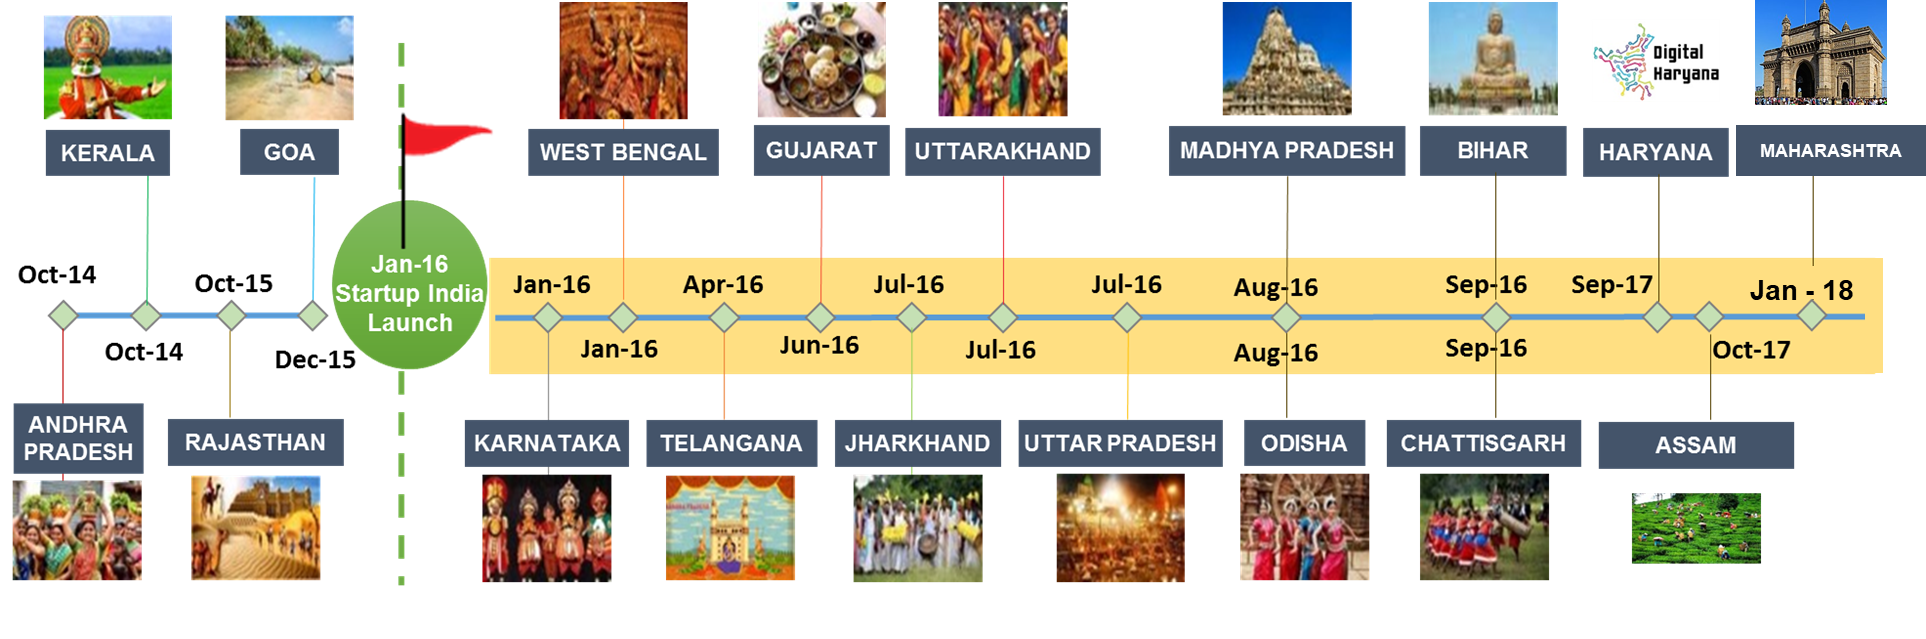 Digital
Haryana
KERALA
GOA
WEST BENGAL
GUJARAT
UTTARAKHAND
MADHYA PRADESH
BIHAR
HARYANA
MAHARASHTRA
Oct-14
Oct-15
Jan-16
Startup India
Launch
Jan-16
Apr-16
Jul-16
Jul-16
Aug-16
Sep-16
Sep-17
Jan - 18
Oct-14
Dec-15
Jan-16
Jun-16
Jul-16
Aug-16
Sep-16
Oct-17
ANDHRA
PRADESH
RAJASTHAN
KARNATAKA
TELANGANA
JHARKHAND
UTTAR PRADESH
ODISHA
CHATTISGARH
ASSAM